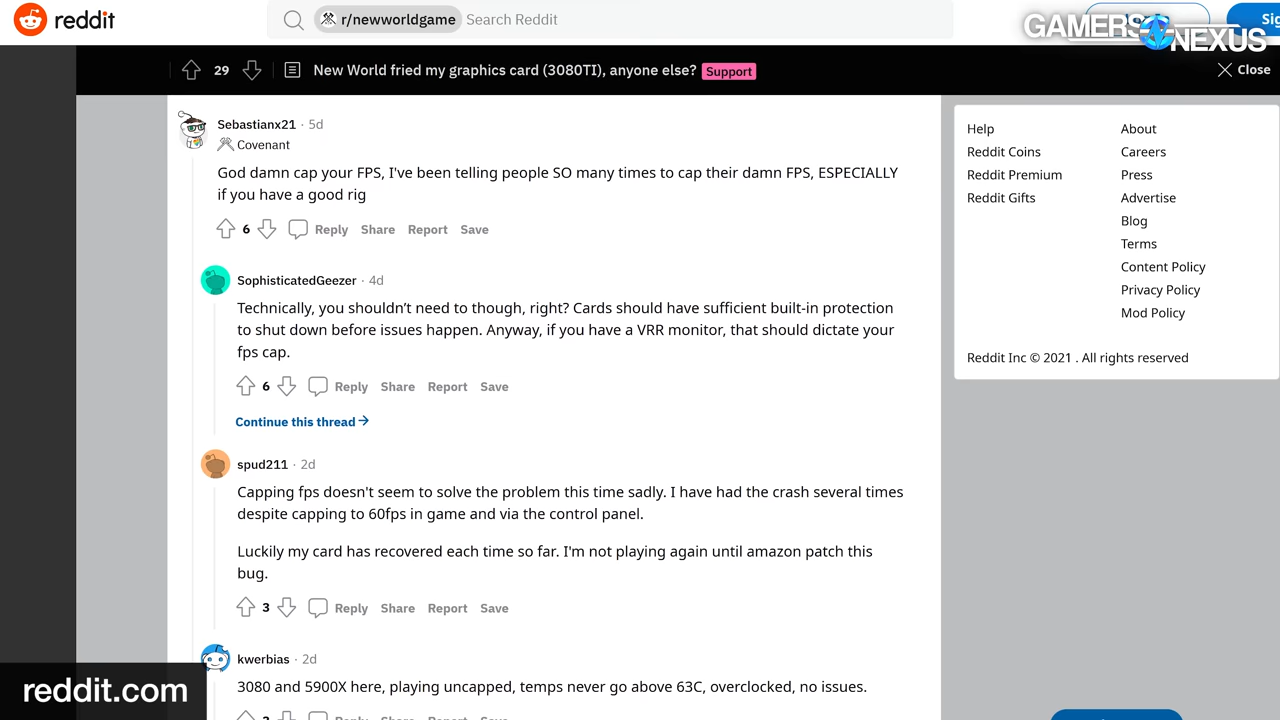 reddit
r/newworldgame
Search Reddit
GAMERS NEXUS
29
New World fried my graphics card (3080TI), anyone else?
Support
Close
Sebastianx21 · 5d
Covenant
God damn cap your FPS, I've been telling people SO many times to cap their damn FPS, ESPECIALLY
if you have a good rig
6
Reply Share Report Save
SophisticatedGeezer · 4d
Technically, you shouldn’t need to though, right? Cards should have sufficient built-in protection
to shut down before issues happen. Anyway, if you have a VRR monitor, that should dictate your
fps cap.
6
Reply Share Report Save
Continue this thread
spud211 · 2d
Capping fps doesn't seem to solve the problem this time sadly. I have had the crash several times
despite capping to 60fps in game and via the control panel.
Luckily my card has recovered each time so far. I'm not playing again until amazon patch this
bug.
3
Reply Share Report Save
kwerbias · 2d
3080 and 5900X here, playing uncapped, temps never go above 63C, overclocked, no issues.
Help
Reddit Coins
Reddit Premium
Reddit Gifts
About
Careers
Press
Advertise
Blog
Terms
Content Policy
Privacy Policy
Mod Policy
Reddit Inc © 2021 . All rights reserved
reddit.com